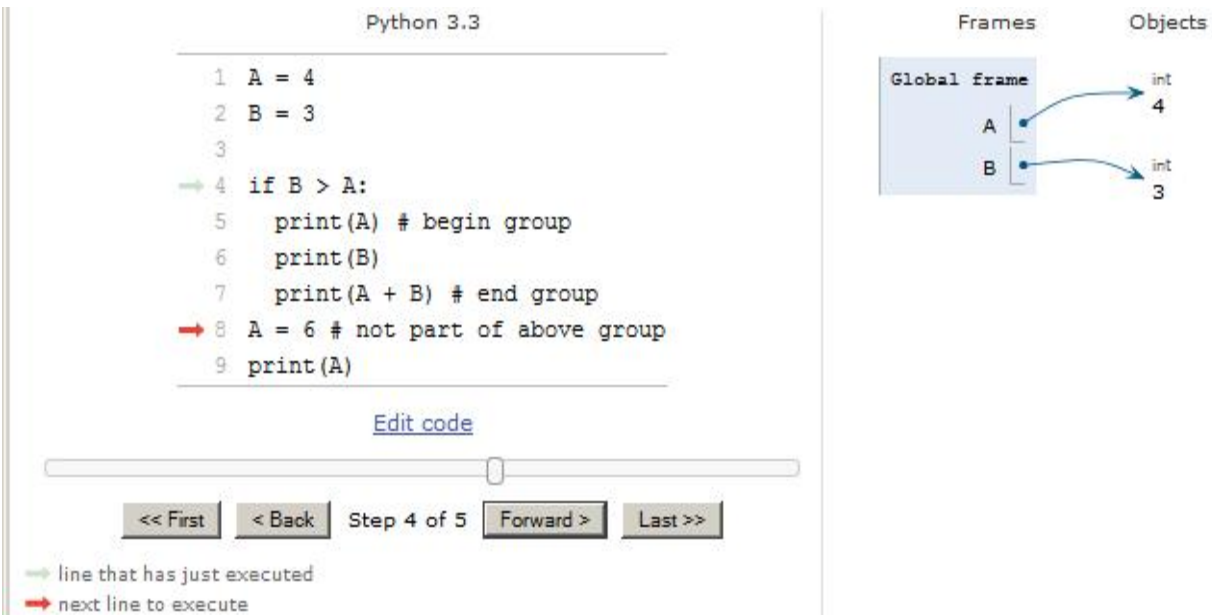 Python 3.3
1 A = 4
2 B = 3
3
4 if B > A:
5   print(A) # begin group
6   print(B)
7   print(A + B) # end group
8 A = 6 # not part of above group
9 print(A)
Edit code
<< First < Back Step 4 of 5 Forward > Last >>
line that has just executed
next line to execute
Frames Objects
Global frame
A
B
int
4
int
3